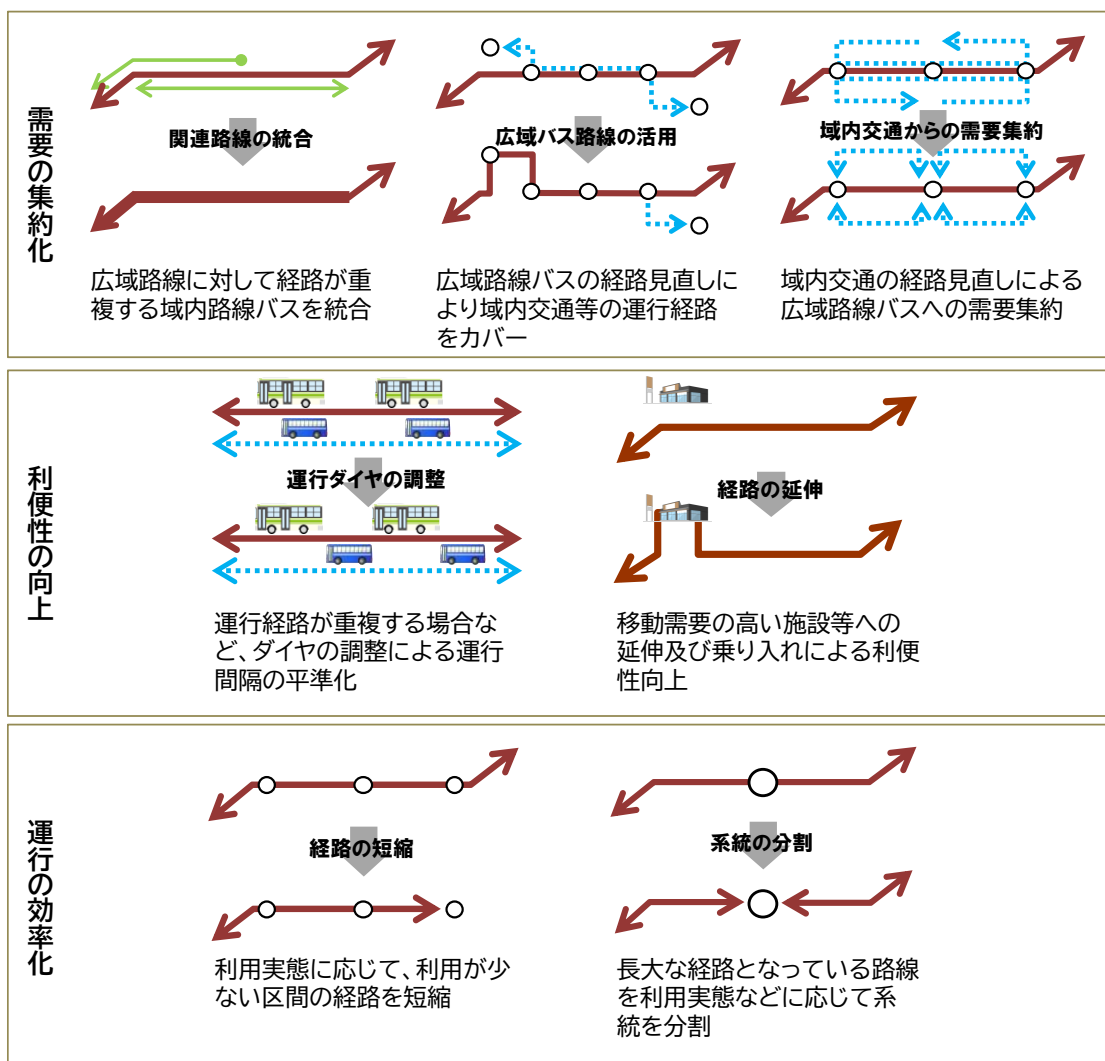 需要の集約化
関連路線の統合
広域路線に対して経路が重
複する域内路線バスを統合
広域バス路線の活用
広域路線バスの経路見直しに
より域内交通等の運行経路
をカバー
域内交通からの需要集約
域内交通の経路見直しによる
広域路線バスへの需要集約
利便性の向上
運行ダイヤの調整
運行経路が重複する場合な
ど、ダイヤの調整による運行
間隔の平準化
経路の延伸
移動需要の高い施設等への
延伸及び乗り入れによる利便
性向上
運行の効率化
経路の短縮
利用実態に応じて、利用が少
ない区間の経路を短縮
系統の分割
長大な経路となっている路線
を利用実態などに応じて系
統を分割